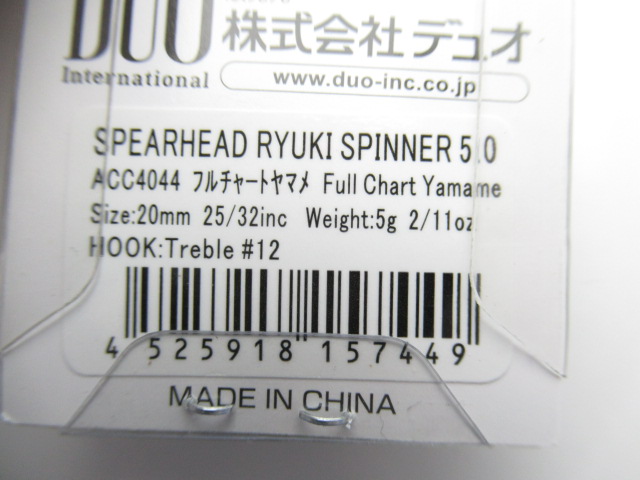 DUO
International
株式会社デュオ
www.duo-inc.co.jp
SPEARHEAD RYUKI SPINNER 5.0
ACC4044 フルチャートヤマメ Full Chart Yamame
Size:20mm 25/32inc Weight:5g 2/11oz
HOOK:Treble #12
4 525918 157449
MADE IN CHINA